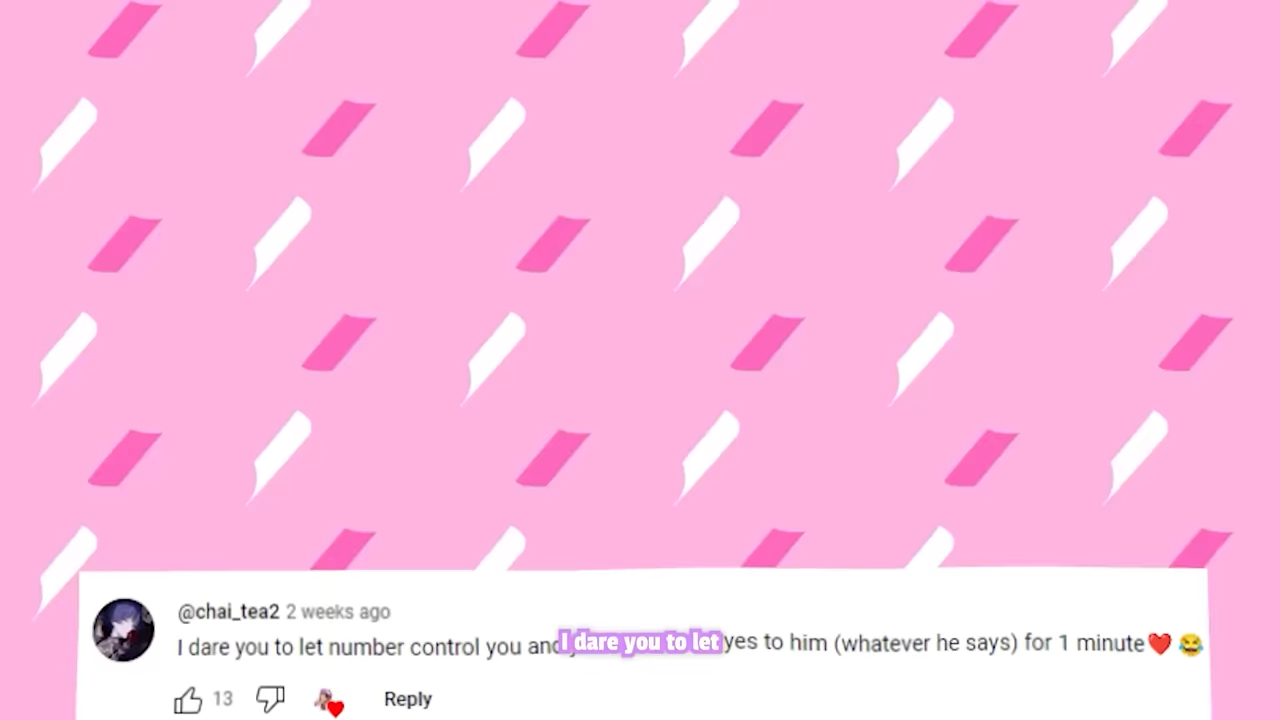 @chai_tea2 2 weeks ago
I dare you to let number control you and yes to him (whatever he says) for 1 minute❤️ 😂
I dare you to let
13
Reply